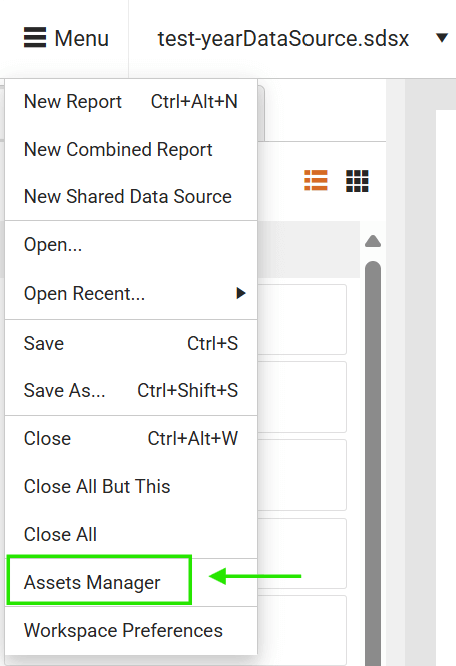 Menu test-yearDataSource.sdsx
New Report Ctrl+Alt+N
New Combined Report
New Shared Data Source
Open...
Open Recent...
Save Ctrl+S
Save As... Ctrl+Shift+S
Close Ctrl+Alt+W
Close All But This
Close All
Assets Manager
Workspace Preferences